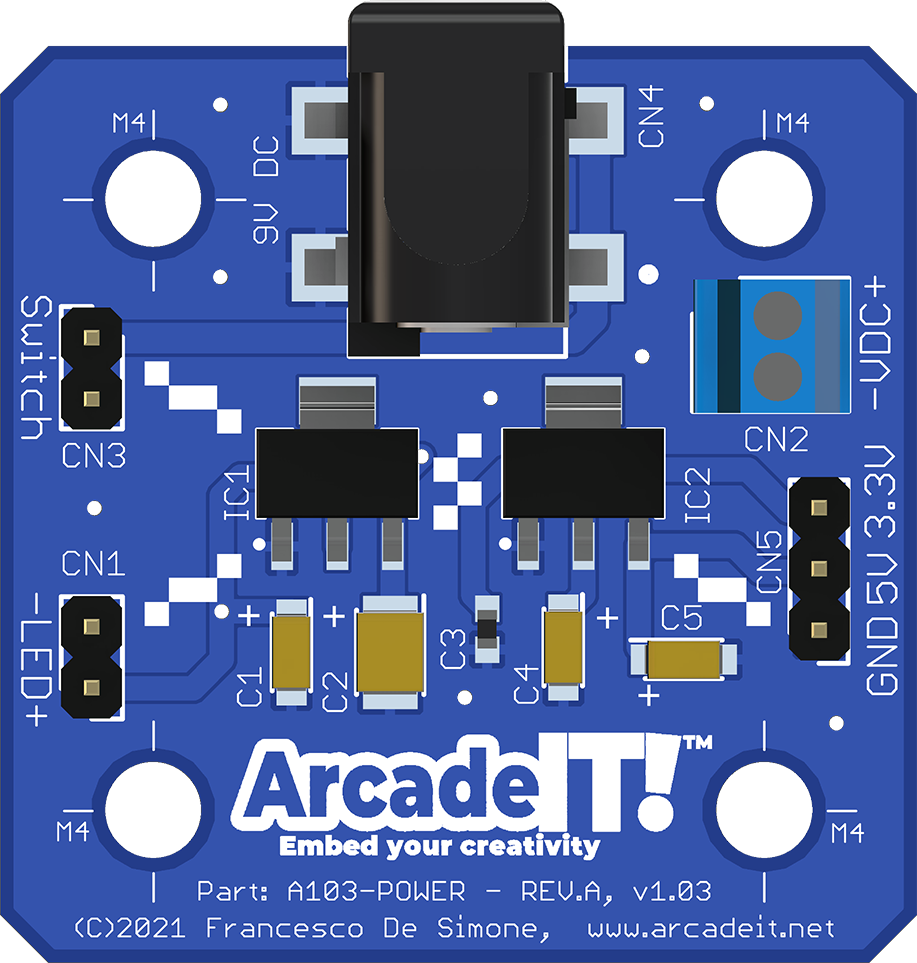 M4
M4
CN4
9V DC
Switch
-VDC+
CN3
CN2
IC1
IC2
CN1
CN5
GND 5V 3.3V
-LED+
+
+
+
C1
C2
C3
C4
C5
+
ArcadeIT!™
Embed your creativity
M4
M4
Part: A103-POWER - REV.A, v1.03
(C)2021 Francesco De Simone, www.arcadeit.net